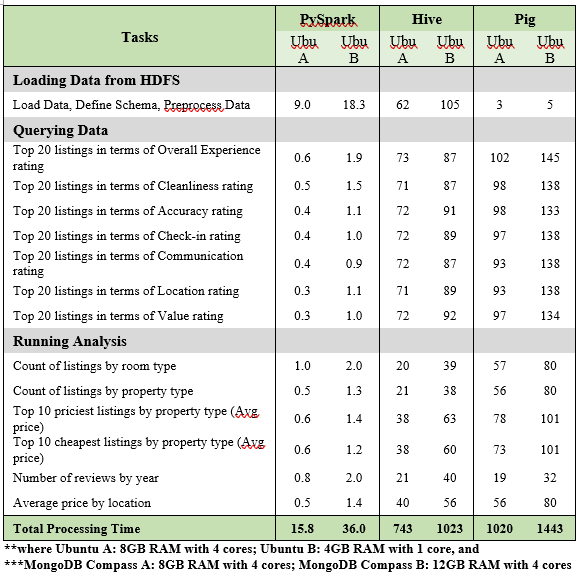 Tasks PySpark Hive Pig
Ubu A Ubu B Ubu A Ubu B Ubu A Ubu B
Loading Data from HDFS
Load Data, Define Schema, Preprocess Data 9.0 18.3 62 105 3 5
Querying Data
Top 20 listings in terms of Overall Experience
rating 0.6 1.9 73 87 102 145
Top 20 listings in terms of Cleanliness rating 0.5 1.5 71 87 98 138
Top 20 listings in terms of Accuracy rating 0.4 1.1 72 91 98 133
Top 20 listings in terms of Check-in rating 0.4 1.0 72 89 97 138
Top 20 listings in terms of Communication
rating 0.4 0.9 72 87 93 138
Top 20 listings in terms of Location rating 0.3 1.1 71 89 93 138
Top 20 listings in terms of Value rating 0.3 1.0 72 92 97 134
Running Analysis
Count of listings by room type 1.0 2.0 20 39 57 80
Count of listings by property type 0.5 1.3 21 38 56 80
Top 10 priciest listings by property type (Avg
price) 0.6 1.4 38 63 78 101
Top 10 cheapest listings by property type (Avg
price) 0.6 1.2 38 60 73 101
Number of reviews by year 0.8 2.0 21 40 19 32
Average price by location 0.5 1.4 40 56 56 80
Total Processing Time 15.8 36.0 743 1023 1020 1443
**where Ubuntu A: 8GB RAM with 4 cores; Ubuntu B: 4GB RAM with 1 core, and
***MongoDB Compass A: 8GB RAM with 4 cores; MongoDB Compass B: 12GB RAM with 4 cores